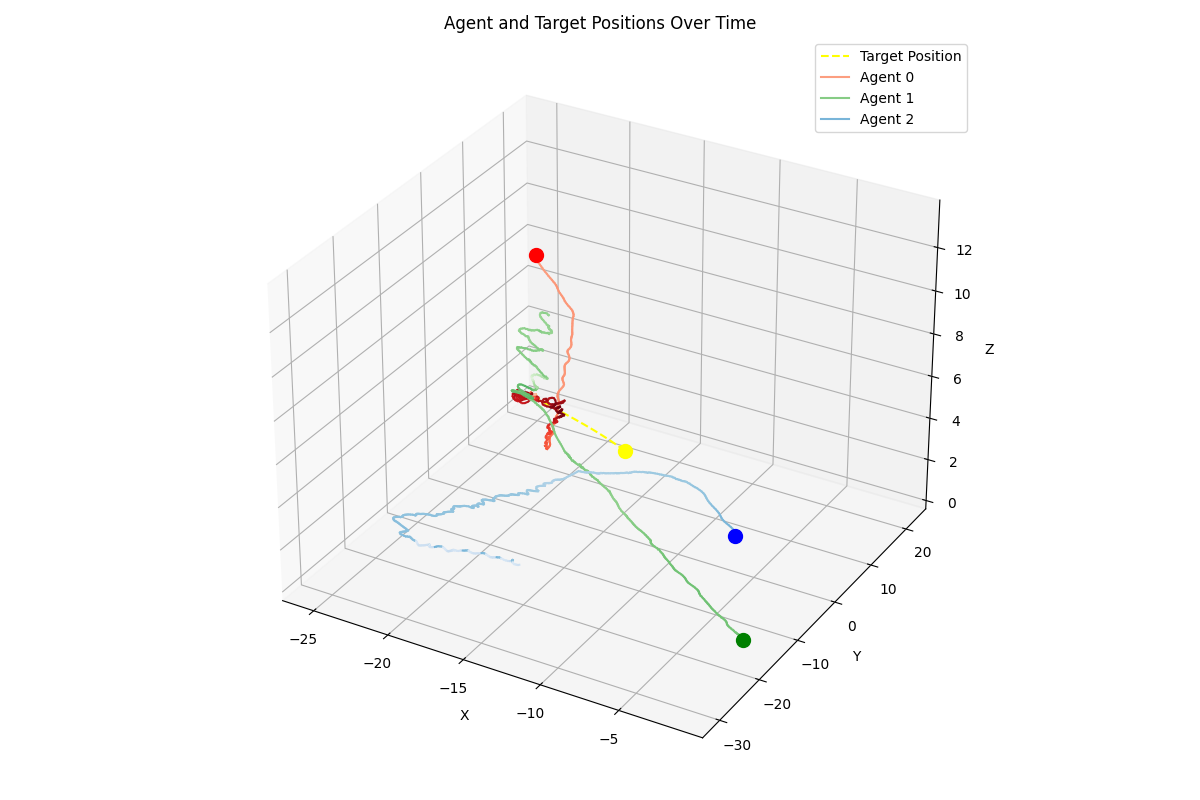 Agent and Target Positions Over Time
Target Position
Agent 0
Agent 1
Agent 2
12
10
8
6
4
2
0
Z
20
10
0
−10
−20
−30
Y
−25
−20
−15
−10
−5
X